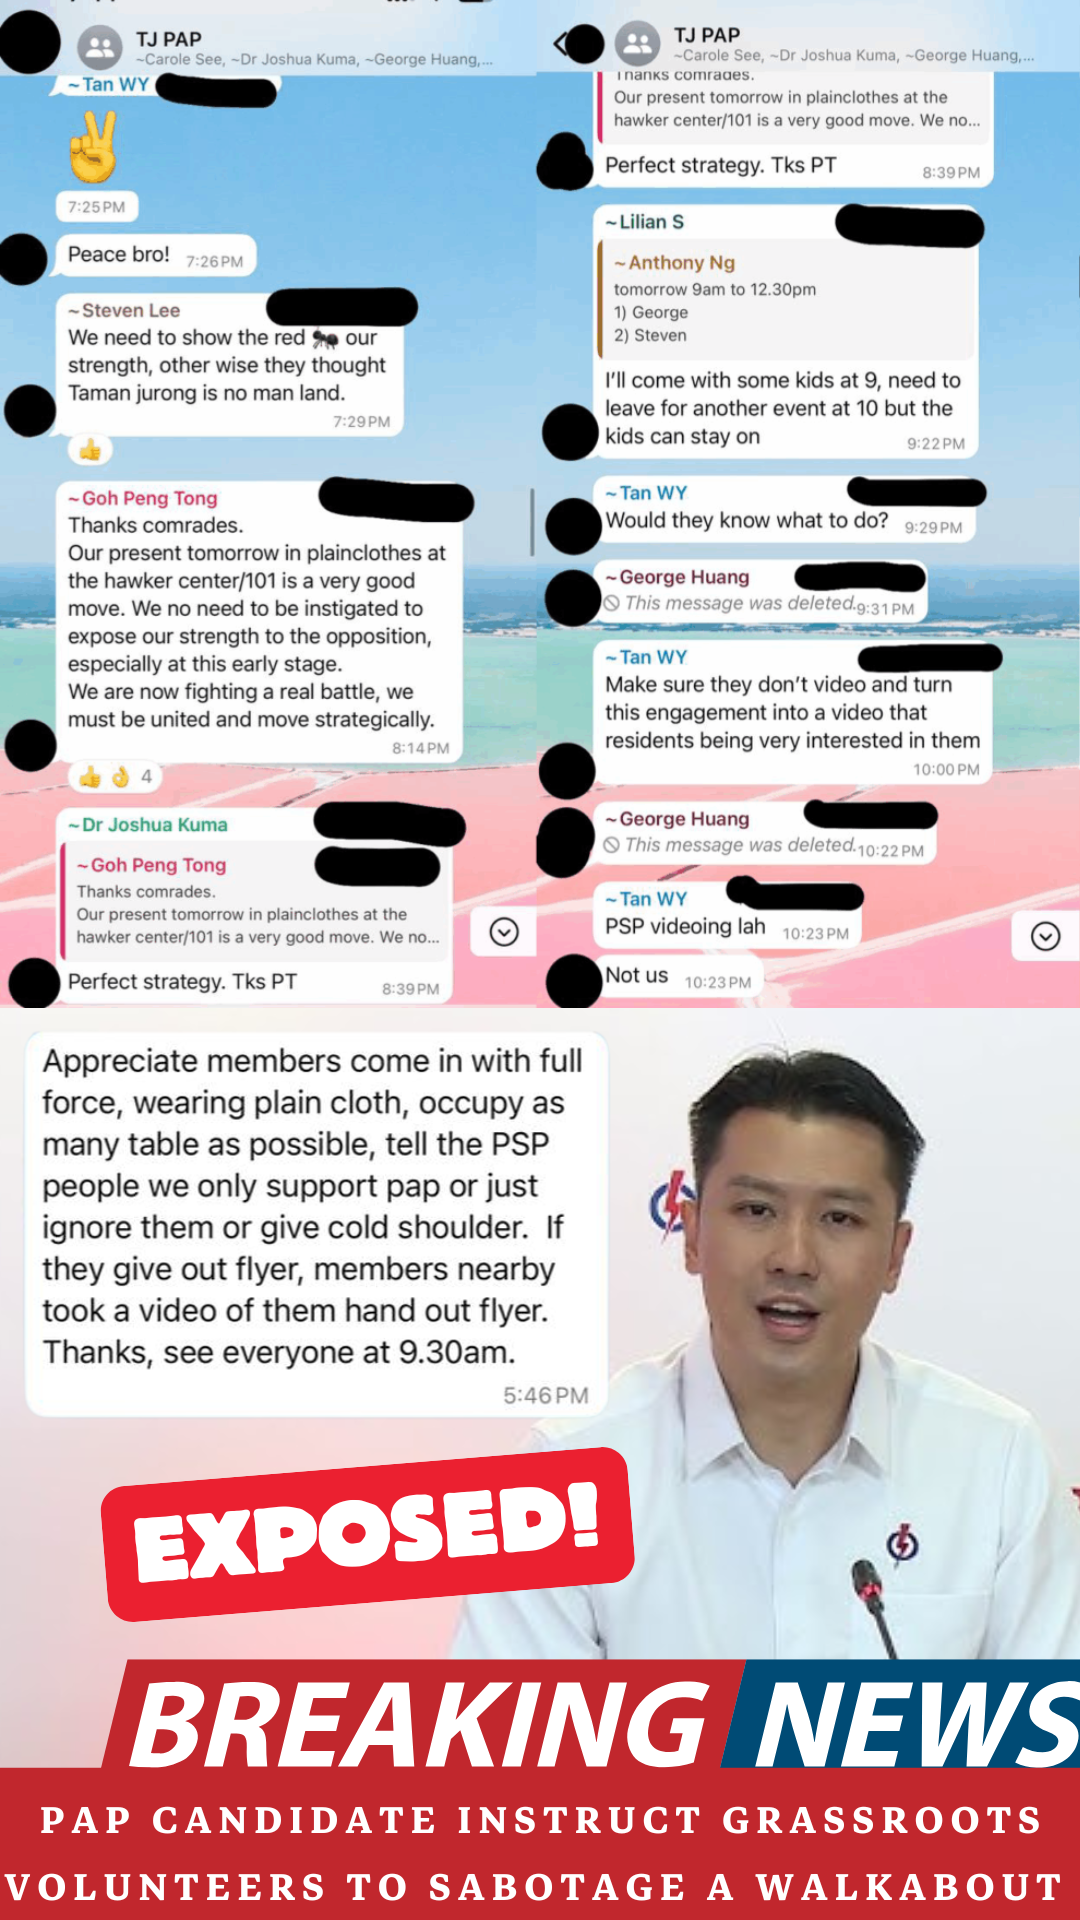 TJ PAP
~Carole See, ~Dr Joshua Kuma, ~George Huang,...
~Tan WY
7:25 PM
Peace bro! 7:26 PM
~Steven Lee
We need to show the red 🐜 our
strength, other wise they thought
Taman jurong is no man land.
7:29 PM
~Goh Peng Tong
Thanks comrades.
Our present tomorrow in plainclothes at
the hawker center/101 is a very good
move. We no need to be instigated to
expose our strength to the opposition,
especially at this early stage.
We are now fighting a real battle, we
must be united and move strategically.
8:14 PM
4
~Dr Joshua Kuma
~Goh Peng Tong
Thanks comrades.
Our present tomorrow in plainclothes at the
hawker center/101 is a very good move. We no...
Perfect strategy. Tks PT 8:39 PM
TJ PAP
~Carole See, ~Dr Joshua Kuma, ~George Huang,...
Thanks comrades.
Our present tomorrow in plainclothes at the
hawker center/101 is a very good move. We no...
Perfect strategy. Tks PT 8:39 PM
~Lilian S
~Anthony Ng
tomorrow 9am to 12.30pm
1) George
2) Steven
I'll come with some kids at 9, need to
leave for another event at 10 but the
kids can stay on 9:22 PM
~Tan WY
Would they know what to do? 9:29 PM
~George Huang
This message was deleted. 9:31 PM
~Tan WY
Make sure they don't video and turn
this engagement into a video that
residents being very interested in them
10:00 PM
~George Huang
This message was deleted. 10:22 PM
~Tan WY
PSP videoing lah 10:23 PM
Not us 10:23 PM
Appreciate members come in with full
force, wearing plain cloth, occupy as
many table as possible, tell the PSP
people we only support pap or just
ignore them or give cold shoulder. If
they give out flyer, members nearby
took a video of them hand out flyer.
Thanks, see everyone at 9.30am.
5:46 PM
EXPOSED!
BREAKING NEWS
PAP CANDIDATE INSTRUCT GRASSROOTS
VOLUNTEERS TO SABOTAGE A WALKABOUT